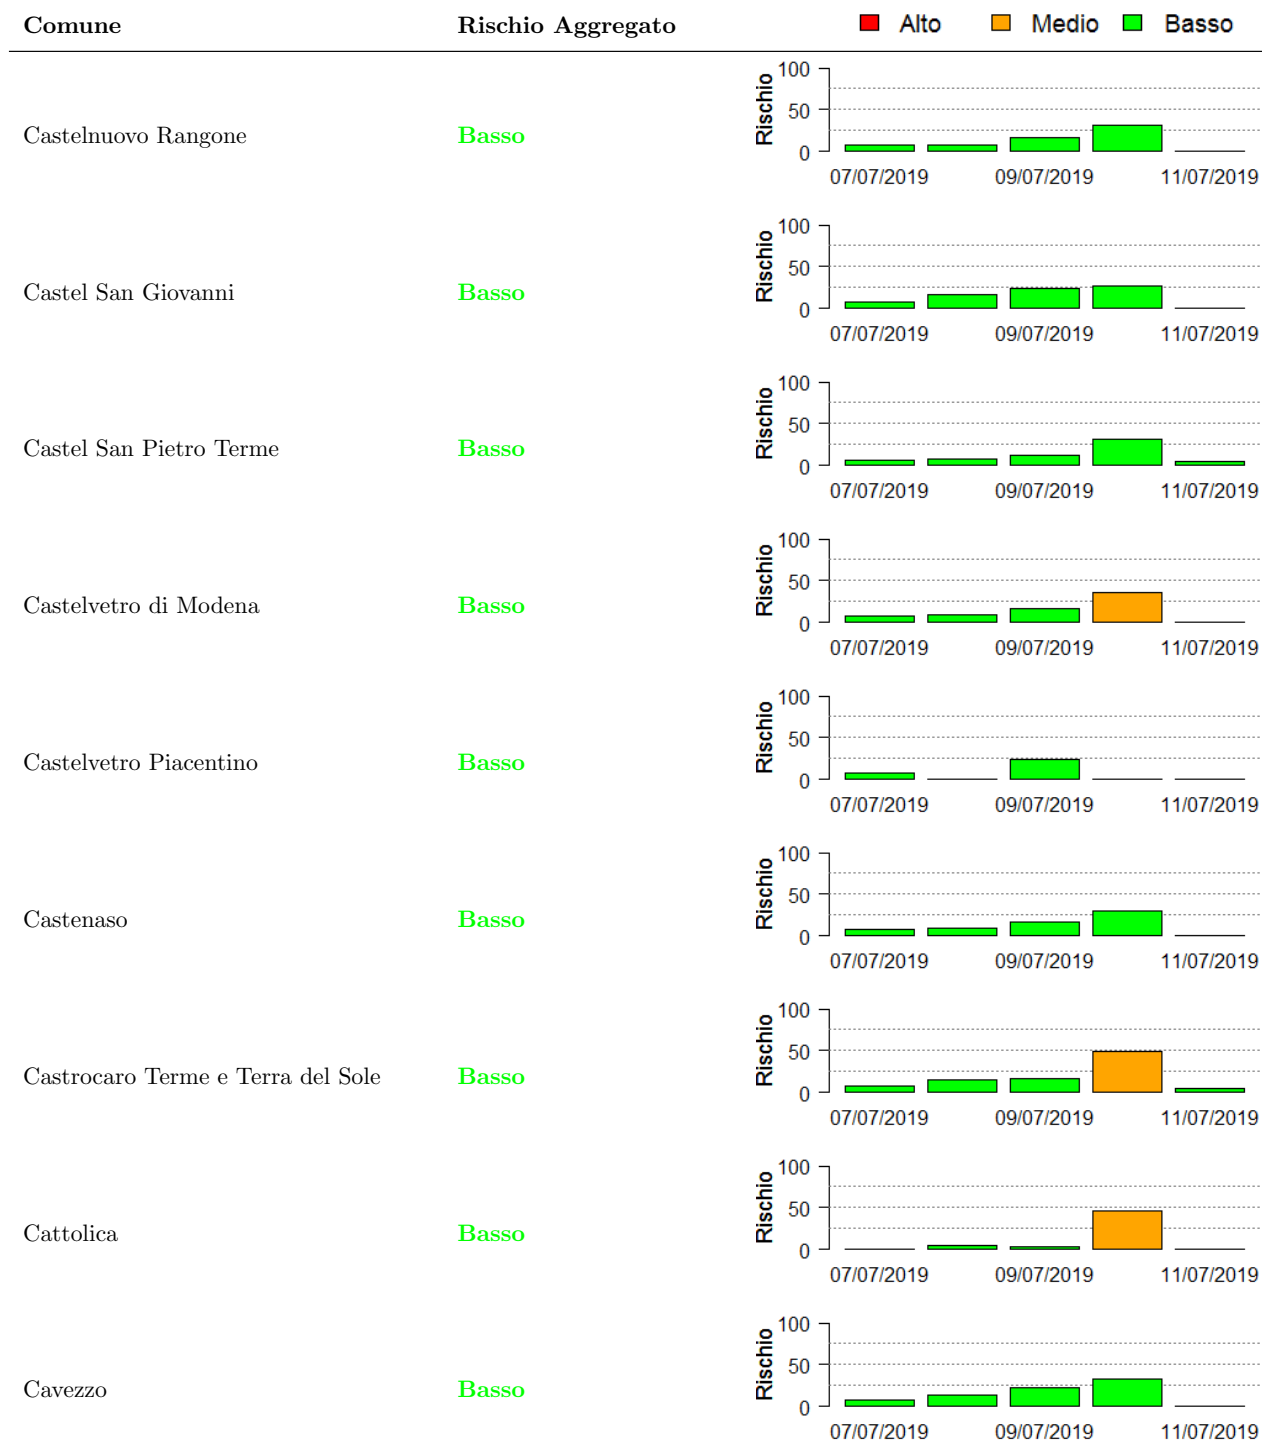 Comune Rischio Aggregato Alto Medio Basso
Castelnuovo Rangone Basso Rischio 100 50 0
07/07/2019 09/07/2019 11/07/2019
Castel San Giovanni Basso Rischio 100 50 0
07/07/2019 09/07/2019 11/07/2019
Castel San Pietro Terme Basso Rischio 100 50 0
07/07/2019 09/07/2019 11/07/2019
Castelvetro di Modena Basso Rischio 100 50 0
07/07/2019 09/07/2019 11/07/2019
Castelvetro Piacentino Basso Rischio 100 50 0
07/07/2019 09/07/2019 11/07/2019
Castenaso Basso Rischio 100 50 0
07/07/2019 09/07/2019 11/07/2019
Castrocaro Terme e Terra del Sole Basso Rischio 100 50 0
07/07/2019 09/07/2019 11/07/2019
Cattolica Basso Rischio 100 50 0
07/07/2019 09/07/2019 11/07/2019
Cavezzo Basso Rischio 100 50 0
07/07/2019 09/07/2019 11/07/2019